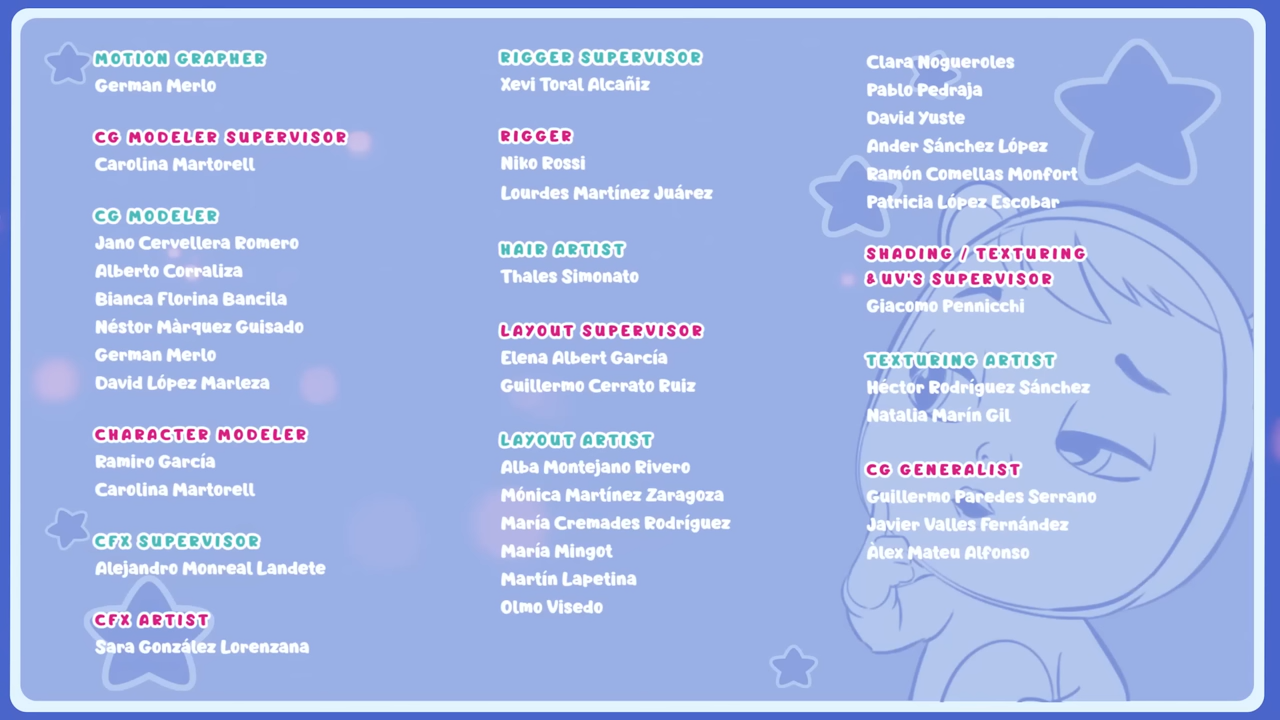 MOTION GRAPHER
German Merlo
CG MODELER SUPERVISOR
Carolina Martorell
CG MODELER
Jano Cervellera Romero
Alberto Corraliza
Bianca Florina Bancila
Néstor Màrquez Guisado
German Merlo
David López Marleza
CHARACTER MODELER
Ramiro García
Carolina Martorell
CFX SUPERVISOR
Alejandro Monreal Landete
CFX ARTIST
Sara González Lorenzana
RIGGER SUPERVISOR
Xevi Toral Alcañiz
RIGGER
Niko Rossi
Lourdes Martínez Juárez
HAIR ARTIST
Thales Simonato
LAYOUT SUPERVISOR
Elena Albert García
Guillermo Cerrato Ruiz
LAYOUT ARTIST
Alba Montejano Rivero
Mónica Martínez Zaragoza
María Cremades Rodríguez
María Mingot
Martín Lapetina
Olmo Visedo
Clara Nogueroles
Pablo Pedraja
David Yuste
Ander Sánchez López
Ramón Comellas Monfort
Patricia López Escobar
SHADING / TEXTURING
& UV'S SUPERVISOR
Giacomo Pennicchi
TEXTURING ARTIST
Héctor Rodríguez Sánchez
Natalia Marín Gil
CG GENERALIST
Guillermo Paredes Serrano
Javier Valles Fernández
Àlex Mateu Alfonso